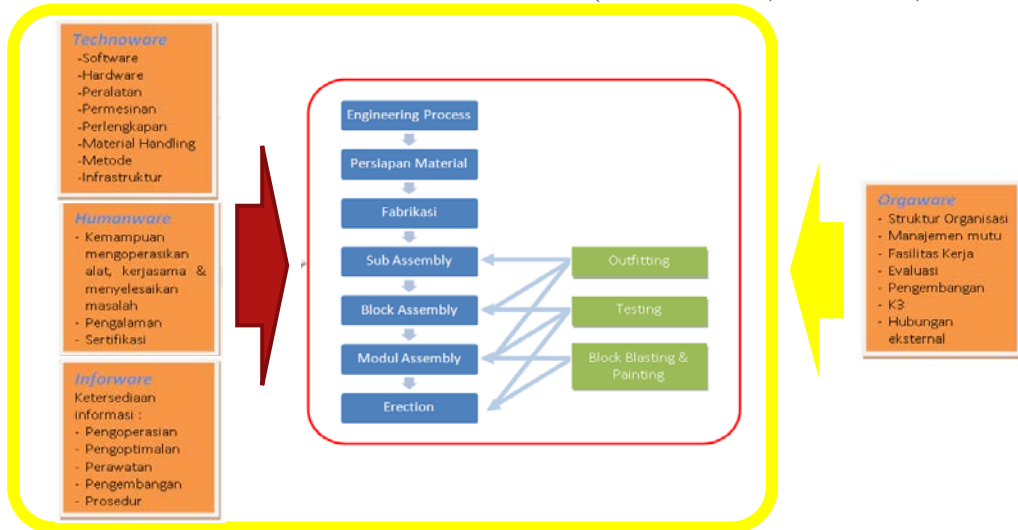 Technoware
-Software
-Hardware
-Peralatan
-Permesinan
-Perlengkapan
-Material Handling
-Metode
-Infrastruktur
Humanware
- Kemampuan
mengoperasikan
alat, kerjasama &
menyelesaikan
masalah
- Pengalaman
- Sertifikasi
Inforware
Ketersediaan
informasi :
- Pengoperasian
- Pengoptimalan
- Perawatan
- Pengembangan
- Prosedur
Engineering Process
Persiapan Material
Fabrikasi
Sub Assembly
Block Assembly
Modul Assembly
Erection
Outfitting
Testing
Block Blasting &
Painting
Orgaware
- Struktur Organisasi
- Manajemen mutu
- Fasilitas Kerja
- Evaluasi
- Pengembangan
- K3
- Hubungan
eksternal